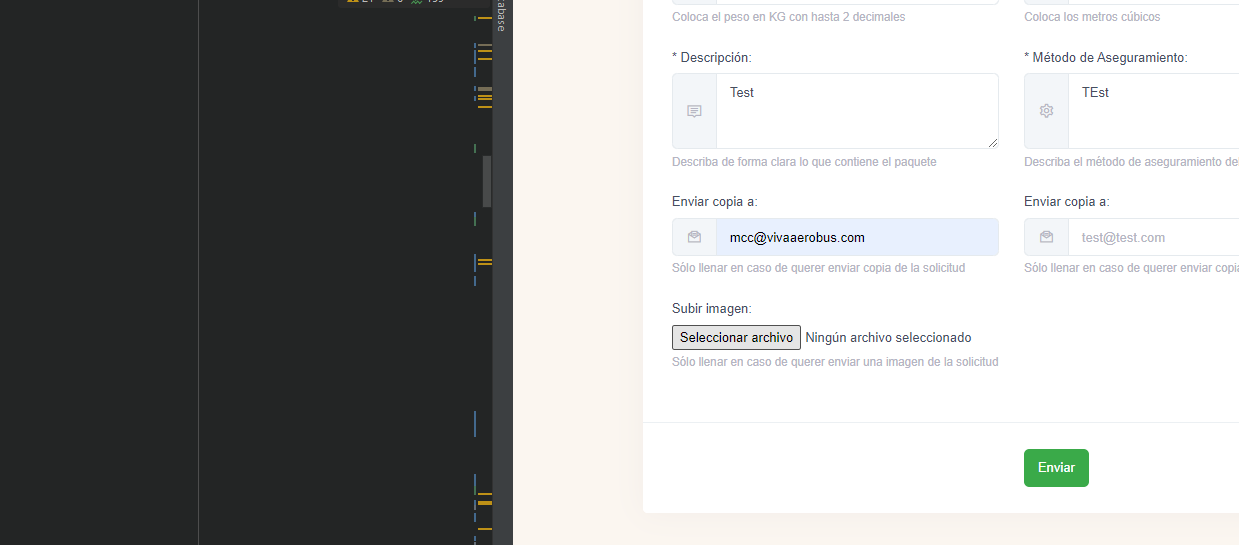 Coloca el peso en KG con hasta 2 decimales
Coloca los metros cúbicos
* Descripción:
* Método de Aseguramiento:
Test
TEst
Describa de forma clara lo que contiene el paquete
Describa el método de aseguramiento del
Enviar copia a:
Enviar copia a:
mcc@vivaaerobus.com
test@test.com
Sólo llenar en caso de querer enviar copia de la solicitud
Sólo llenar en caso de querer enviar copia
Subir imagen:
Seleccionar archivo Ningún archivo seleccionado
Sólo llenar en caso de querer enviar una imagen de la solicitud
Enviar